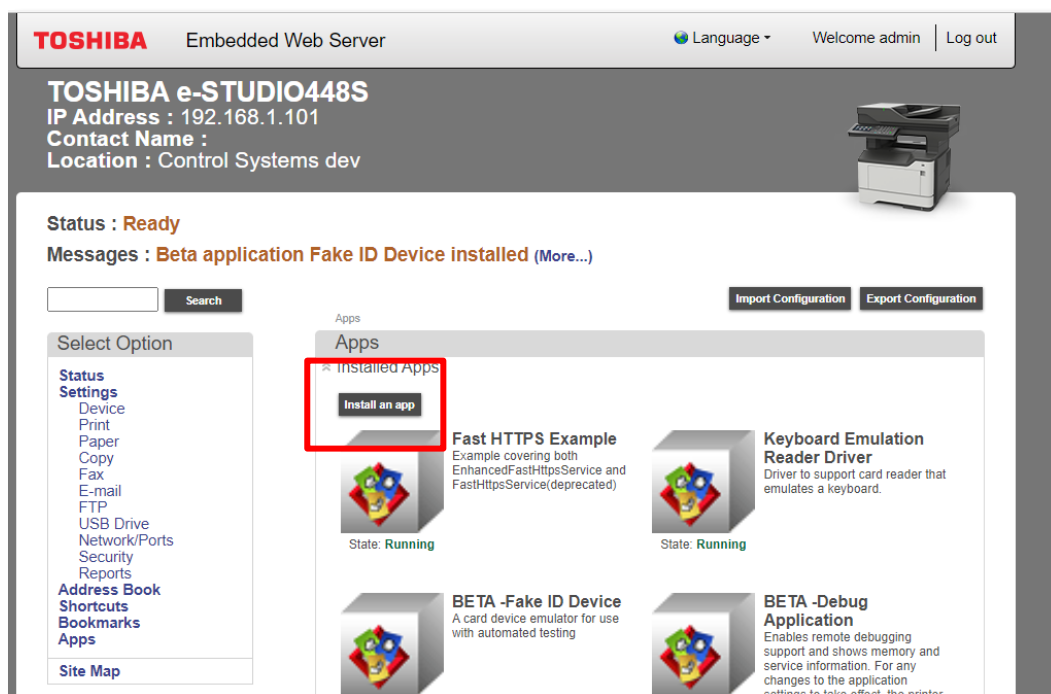 TOSHIBA Embedded Web Server Language Welcome admin Log out
TOSHIBA e-STUDIO448S
IP Address : 192.168.1.101
Contact Name :
Location : Control Systems dev
Status : Ready
Messages : Beta application Fake ID Device installed (More...)
Search
Import Configuration Export Configuration
Select Option
Status
Settings
Device
Print
Paper
Copy
Fax
E-mail
FTP
USB Drive
Network/Ports
Security
Reports
Address Book
Shortcuts
Bookmarks
Apps
Site Map
Apps
Apps
Installed Apps
Install an app
Fast HTTPS Example
Example covering both
EnhancedFastHttpsService and
FastHttpsService(deprecated)
State: Running
Keyboard Emulation
Reader Driver
Driver to support card reader that
emulates a keyboard.
State: Running
BETA -Fake ID Device
A card device emulator for use
with automated testing
BETA -Debug
Application
Enables remote debugging
support and shows memory and
service information. For any
changes to the application
settings to take effect, the printer